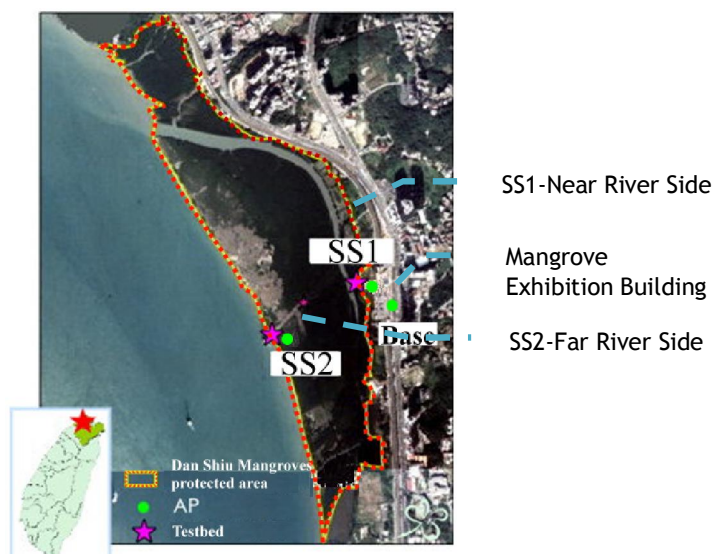 SS1-Near River Side
SS1
Mangrove
Exhibition Building
Base
SS2-Far River Side
SS2
Dan Shiu Mangroves
protected area
AP
Testbed